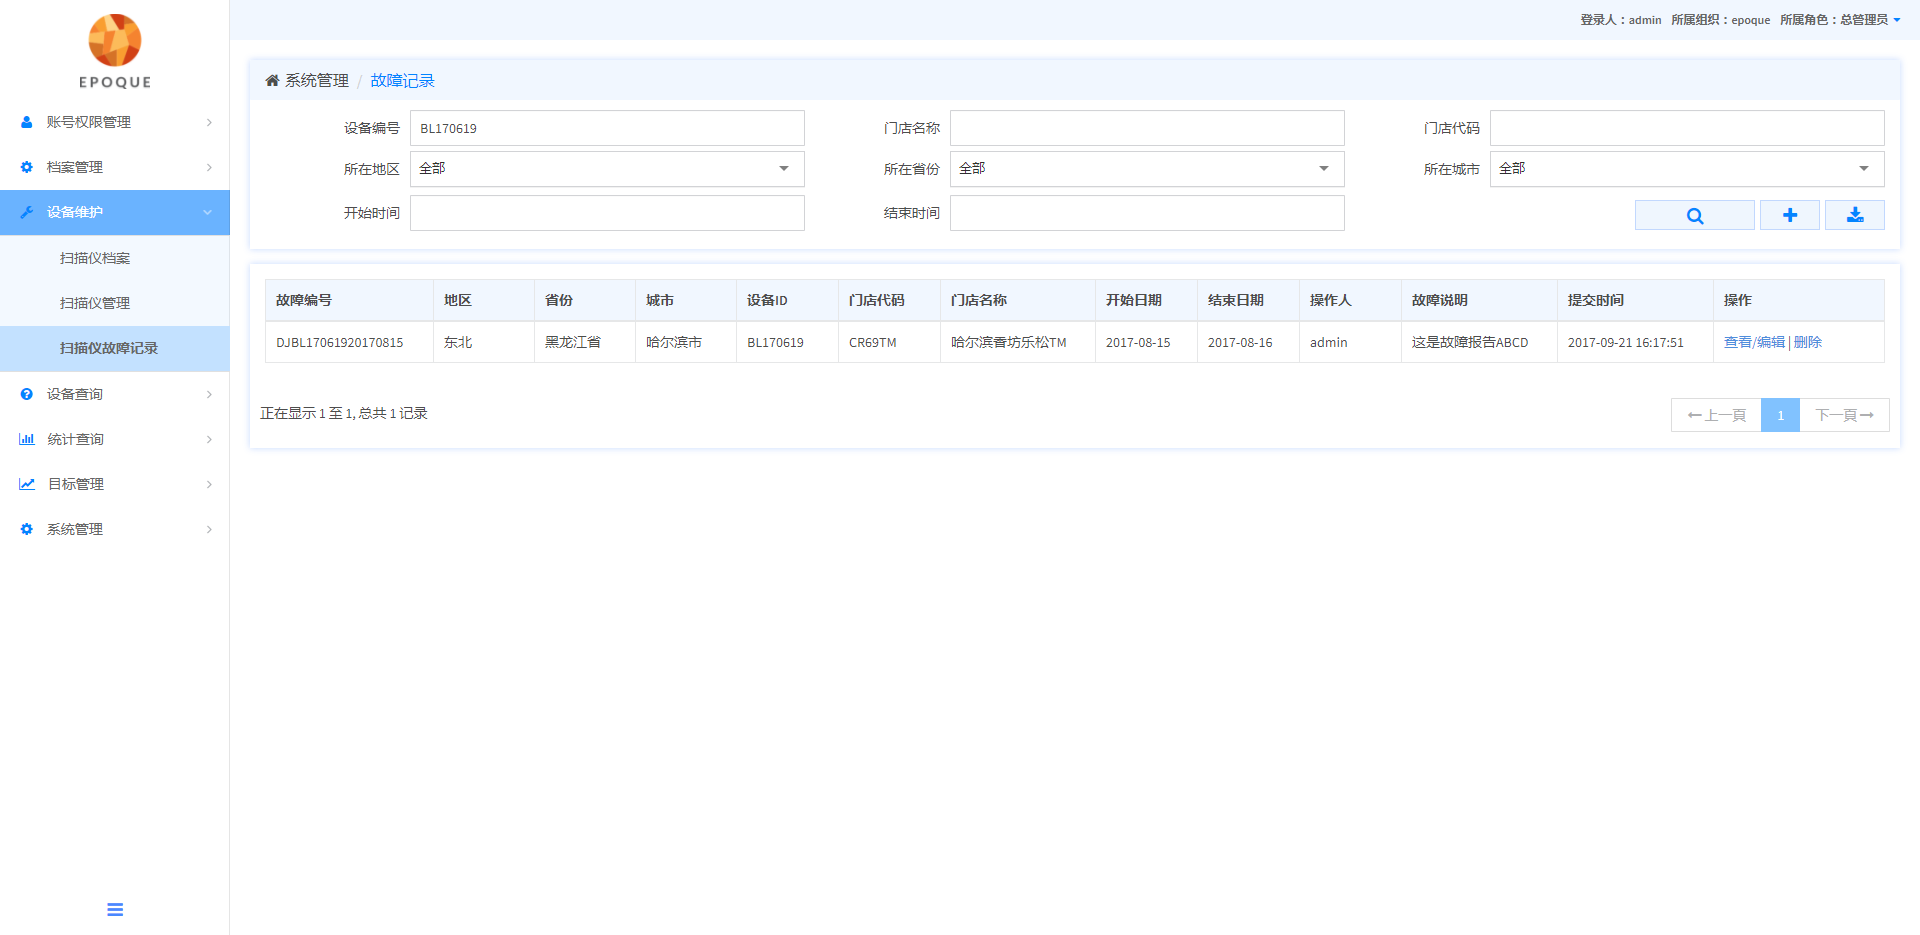 登录人：admin 所属组织：epoque 所属角色：总管理员
EPOQUE
账号权限管理
档案管理
设备维护
扫描仪档案
扫描仪管理
扫描仪故障记录
设备查询
统计查询
目标管理
系统管理
系统管理 / 故障记录
设备编号 BL170619 门店名称 门店代码
所在地区 全部 所在省份 全部 所在城市 全部
开始时间 结束时间
故障编号 地区 省份 城市 设备ID 门店代码 门店名称 开始日期 结束日期 操作人 故障说明 提交时间 操作
DJBL17061920170815 东北 黑龙江省 哈尔滨市 BL170619 CR69TM 哈尔滨香坊乐松TM 2017-08-15 2017-08-16 admin 这是故障报告ABCD 2017-09-21 16:17:51 查看/编辑 | 删除
正在显示 1 至 1, 总共 1 记录
←上一頁 1 下一頁→